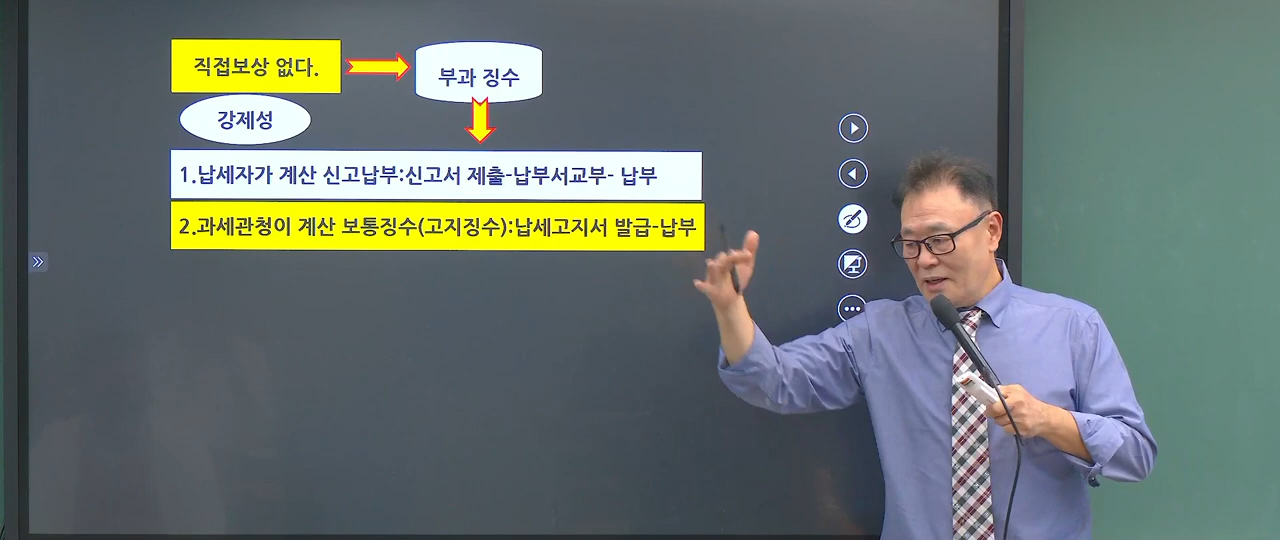 직접보상 없다.
부과 징수
강제성
1.납세자가 계산 신고납부:신고서 제출-납부서교부- 납부
2.과세관청이 계산 보통징수(고지징수):납세고지서 발급-납부